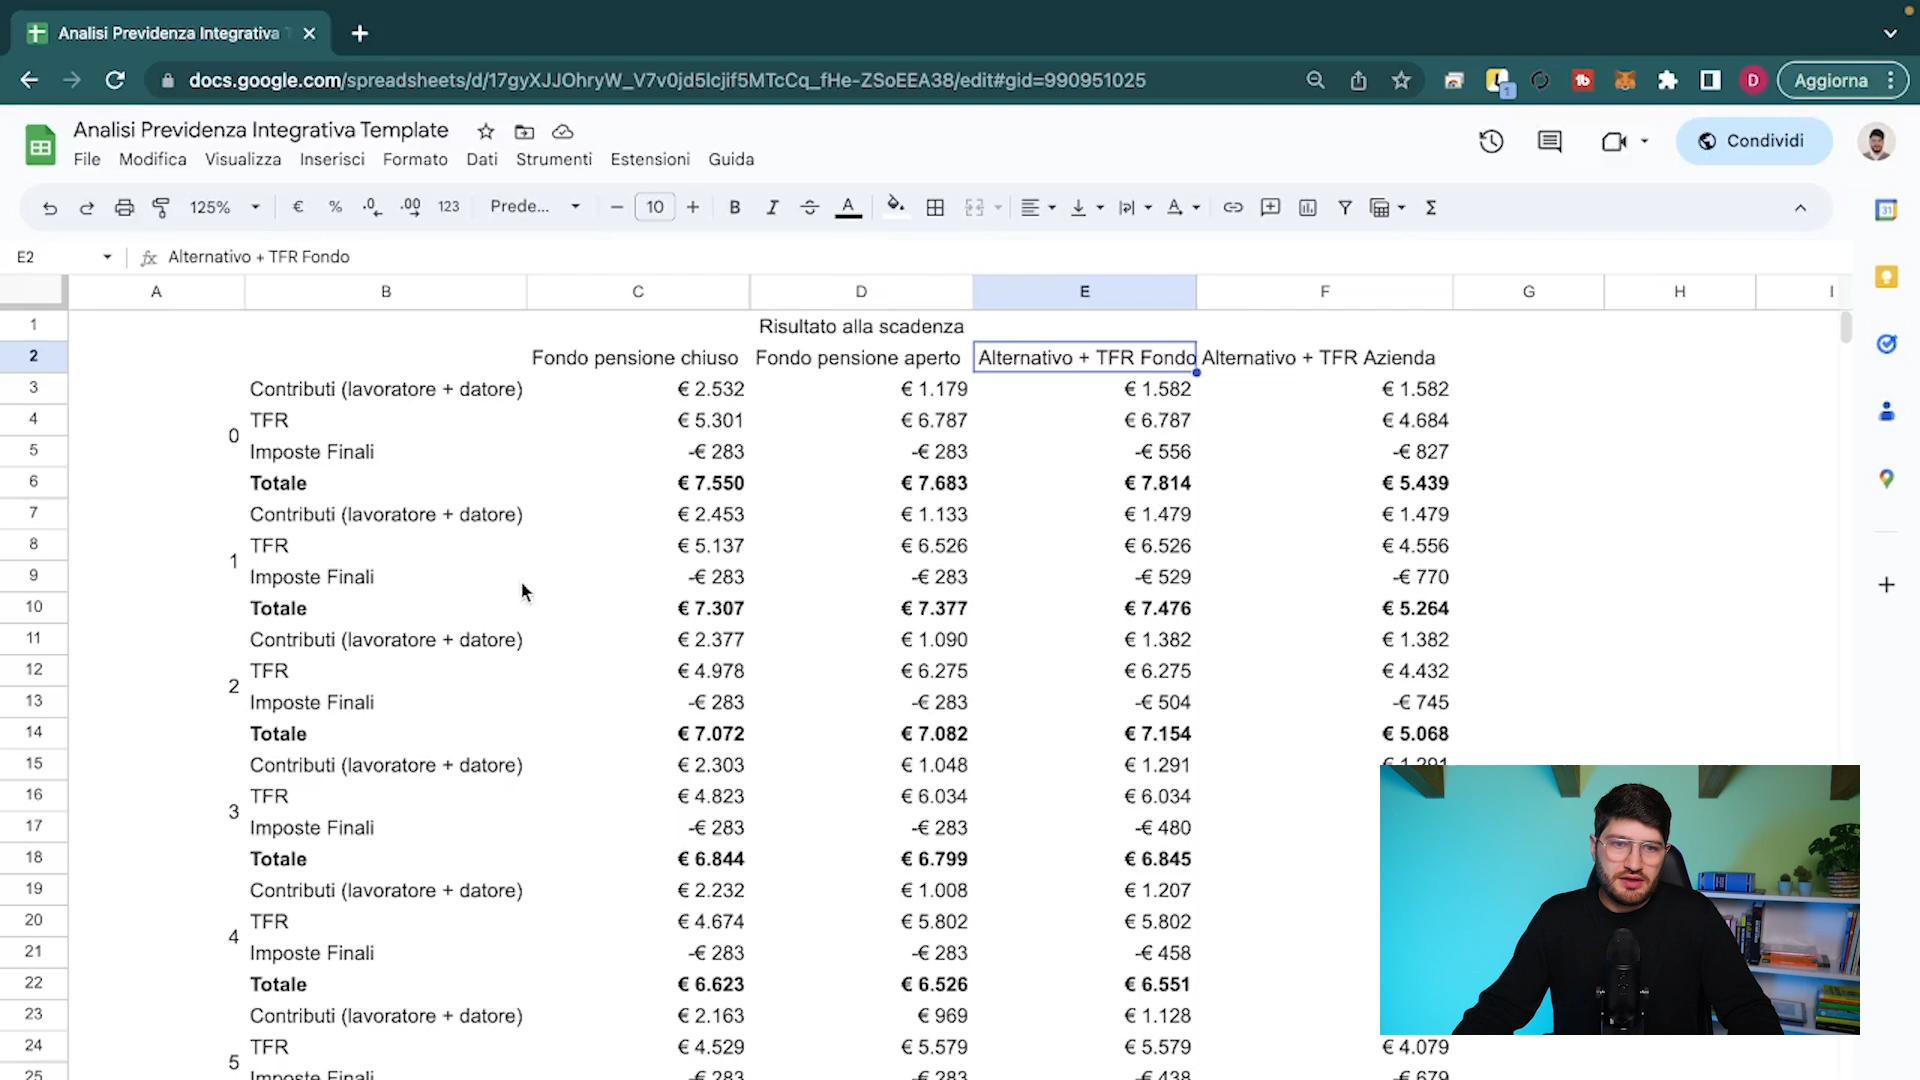 Analisi Previdenza Integrativa
docs.google.com/spreadsheets/d/17gyXJJOhryW_V7v0jd5lcjif5MTcCq_fHe-ZSoEEA38/edit#gid=990951025
1
tb
D
Aggiorna
Analisi Previdenza Integrativa Template
File Modifica Visualizza Inserisci Formato Dati Strumenti Estensioni Guida
Condividi
125% € % .0 .00 123 Prede... 10 B I A Σ
31
E2 fx Alternativo + TFR Fondo
A B C D E F G H I
1 Risultato alla scadenza
2 Fondo pensione chiuso Fondo pensione aperto Alternativo + TFR Fondo Alternativo + TFR Azienda
3 Contributi (lavoratore + datore) € 2.532 € 1.179 € 1.582 € 1.582
4 TFR € 5.301 € 6.787 € 6.787 € 4.684
0
5 Imposte Finali -€ 283 -€ 283 -€ 556 -€ 827
6 Totale € 7.550 € 7.683 € 7.814 € 5.439
7 Contributi (lavoratore + datore) € 2.453 € 1.133 € 1.479 € 1.479
8 TFR € 5.137 € 6.526 € 6.526 € 4.556
1
9 Imposte Finali -€ 283 -€ 283 -€ 529 -€ 770
10 Totale € 7.307 € 7.377 € 7.476 € 5.264
11 Contributi (lavoratore + datore) € 2.377 € 1.090 € 1.382 € 1.382
12 TFR € 4.978 € 6.275 € 6.275 € 4.432
2
13 Imposte Finali -€ 283 -€ 283 -€ 504 -€ 745
14 Totale € 7.072 € 7.082 € 7.154 € 5.068
15 Contributi (lavoratore + datore) € 2.303 € 1.048 € 1.291 € 1.291
16 TFR € 4.823 € 6.034 € 6.034
3
17 Imposte Finali -€ 283 -€ 283 -€ 480
18 Totale € 6.844 € 6.799 € 6.845
19 Contributi (lavoratore + datore) € 2.232 € 1.008 € 1.207
20 TFR € 4.674 € 5.802 € 5.802
4
21 Imposte Finali -€ 283 -€ 283 -€ 458
22 Totale € 6.623 € 6.526 € 6.551
23 Contributi (lavoratore + datore) € 2.163 € 969 € 1.128
24 TFR € 4.529 € 5.579 € 5.579 € 4.079
5
25 Imposte Finali -€ 283 -€ 283 -€ 438 -€ 679